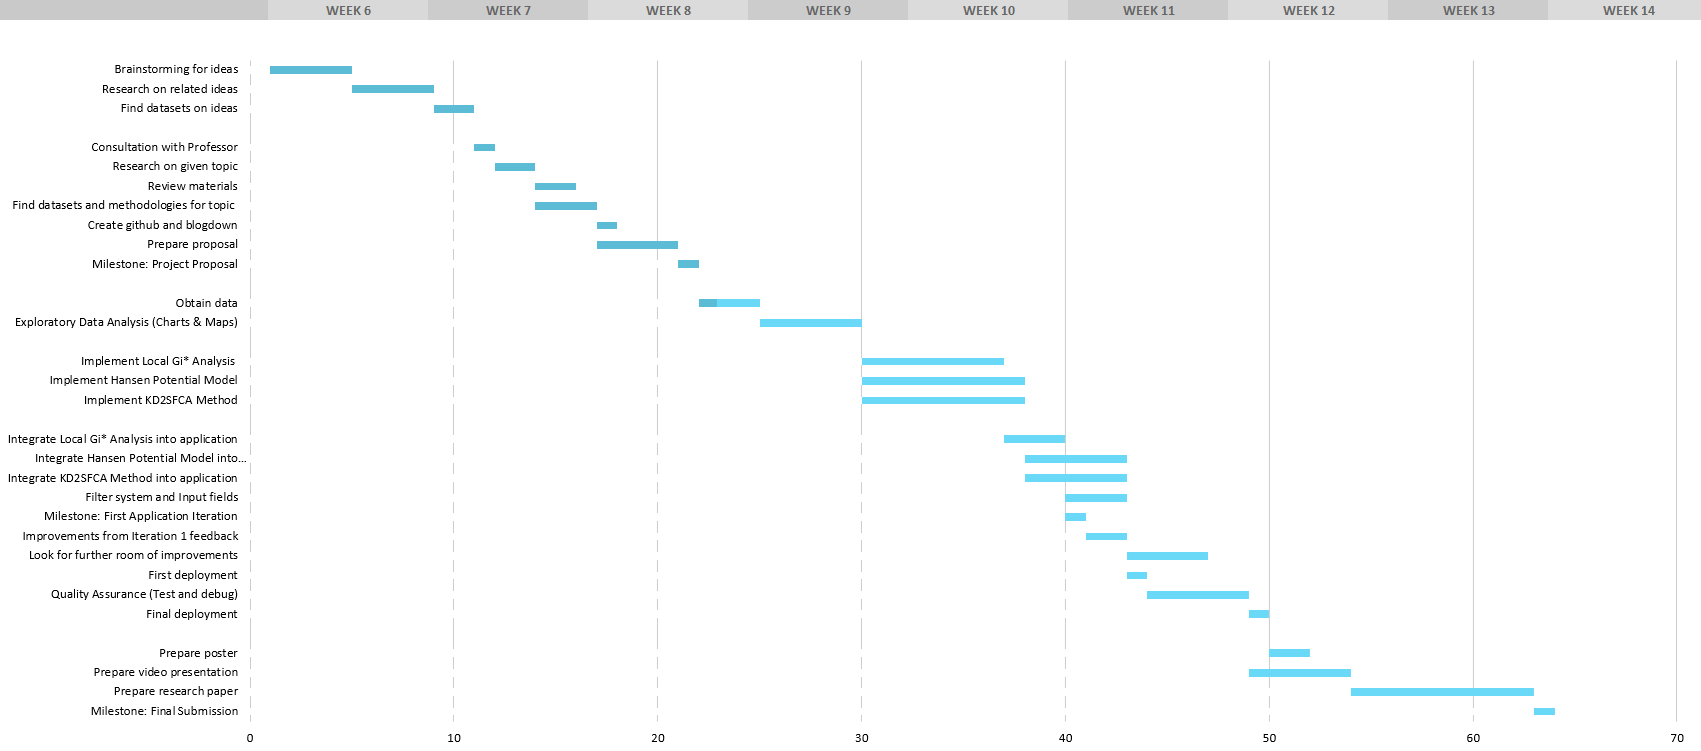 WEEK 6 WEEK 7 WEEK 8 WEEK 9 WEEK 10 WEEK 11 WEEK 12 WEEK 13 WEEK 14
Brainstorming for ideas
Research on related ideas
Find datasets on ideas
Consultation with Professor
Research on given topic
Review materials
Find datasets and methodologies for topic
Create github and blogdown
Prepare proposal
Milestone: Project Proposal
Obtain data
Exploratory Data Analysis (Charts & Maps)
Implement Local Gi* Analysis
Implement Hansen Potential Model
Implement KD2SFCA Method
Integrate Local Gi* Analysis into application
Integrate Hansen Potential Model into...
Integrate KD2SFCA Method into application
Filter system and Input fields
Milestone: First Application Iteration
Improvements from Iteration 1 feedback
Look for further room of improvements
First deployment
Quality Assurance (Test and debug)
Final deployment
Prepare poster
Prepare video presentation
Prepare research paper
Milestone: Final Submission
0 10 20 30 40 50 60 70